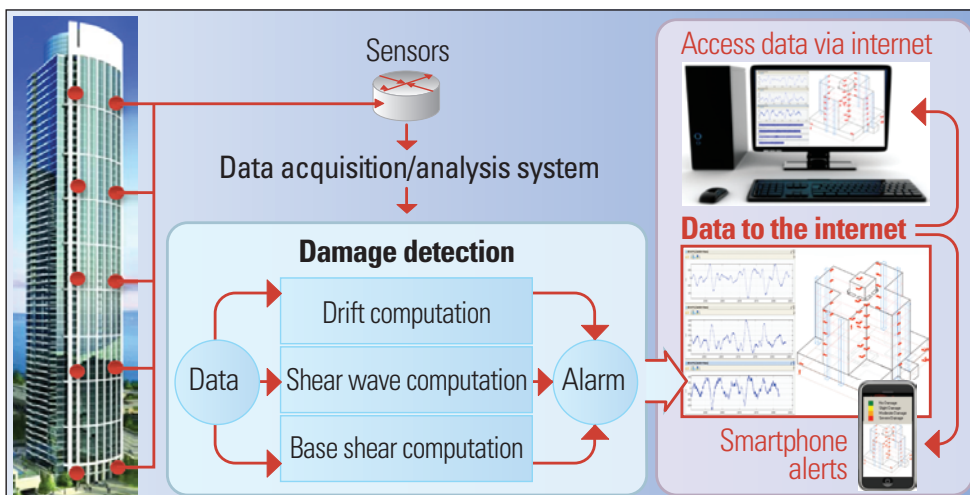 Sensors
Data acquisition/analysis system
Damage detection
Data
Drift computation
Shear wave computation
Base shear computation
Alarm
Access data via internet
Data to the internet
Smartphone
alerts